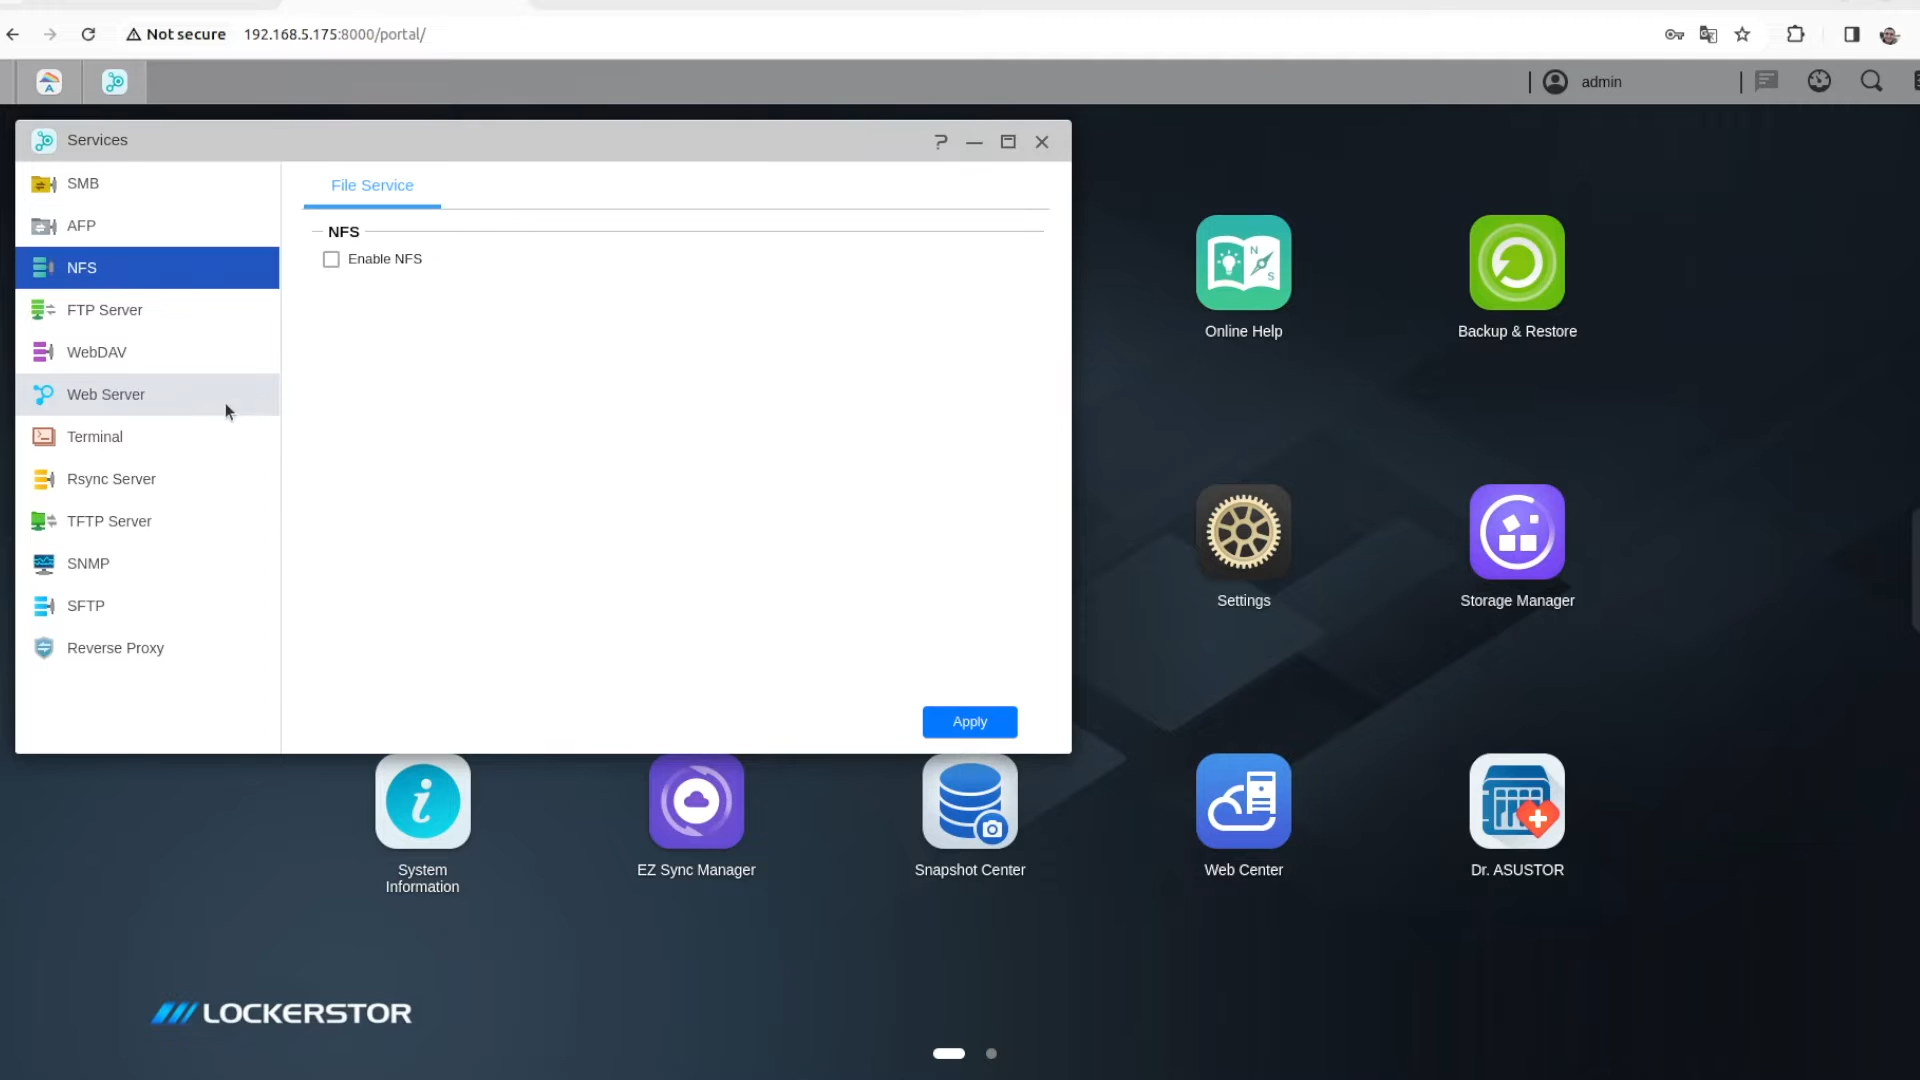 Not secure 192.168.5.175:8000/portal/
admin
Services
SMB
AFP
NFS
FTP Server
WebDAV
Web Server
Terminal
Rsync Server
TFTP Server
SNMP
SFTP
Reverse Proxy
File Service
NFS
Enable NFS
Apply
Online Help
Backup & Restore
Settings
Storage Manager
System
Information
EZ Sync Manager
Snapshot Center
Web Center
Dr. ASUSTOR
LOCKERSTOR